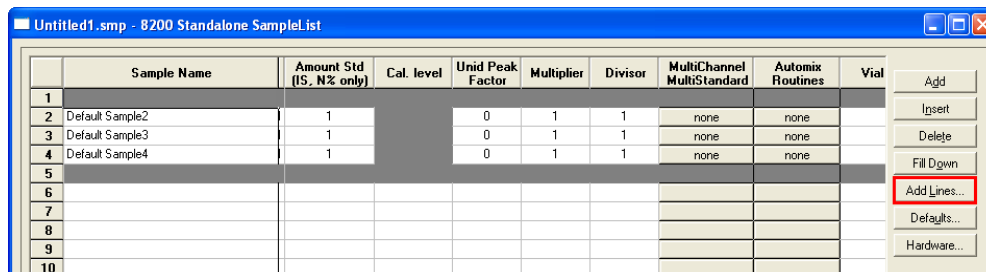 Untitled1.smp - 8200 Standalone SampleList
Sample Name Amount Std (IS, N% only) Cal. level Unid Peak Factor Multiplier Divisor MultiChannel MultiStandard Automix Routines Vial
1
2 Default Sample2 1 0 1 1 none none
3 Default Sample3 1 0 1 1 none none
4 Default Sample4 1 0 1 1 none none
5
6
7
8
9
10
Add
Insert
Delete
Fill Down
Add Lines...
Defaults...
Hardware...